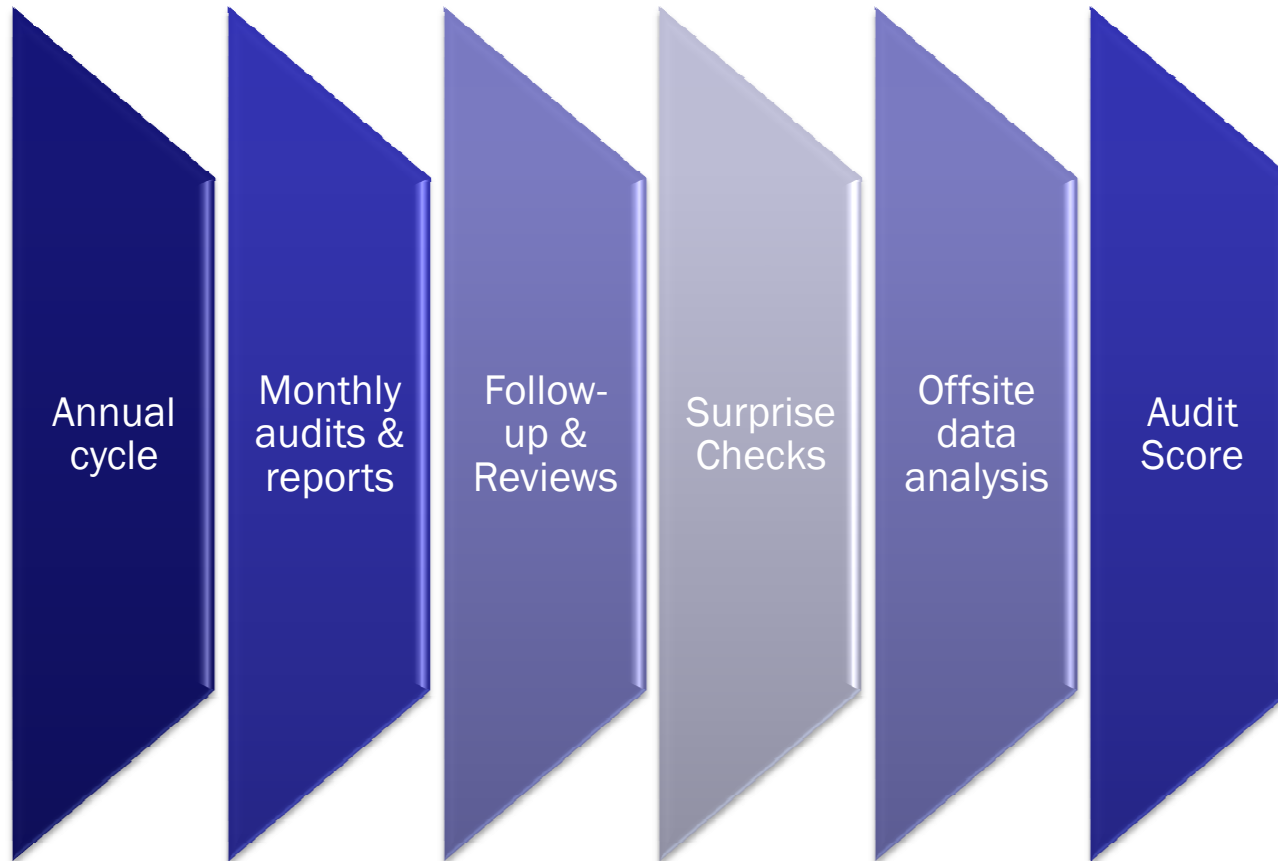 Annual
cycle
Monthly
audits &
reports
Follow-
up &
Reviews
Surprise
Checks
Offsite
data
analysis
Audit
Score